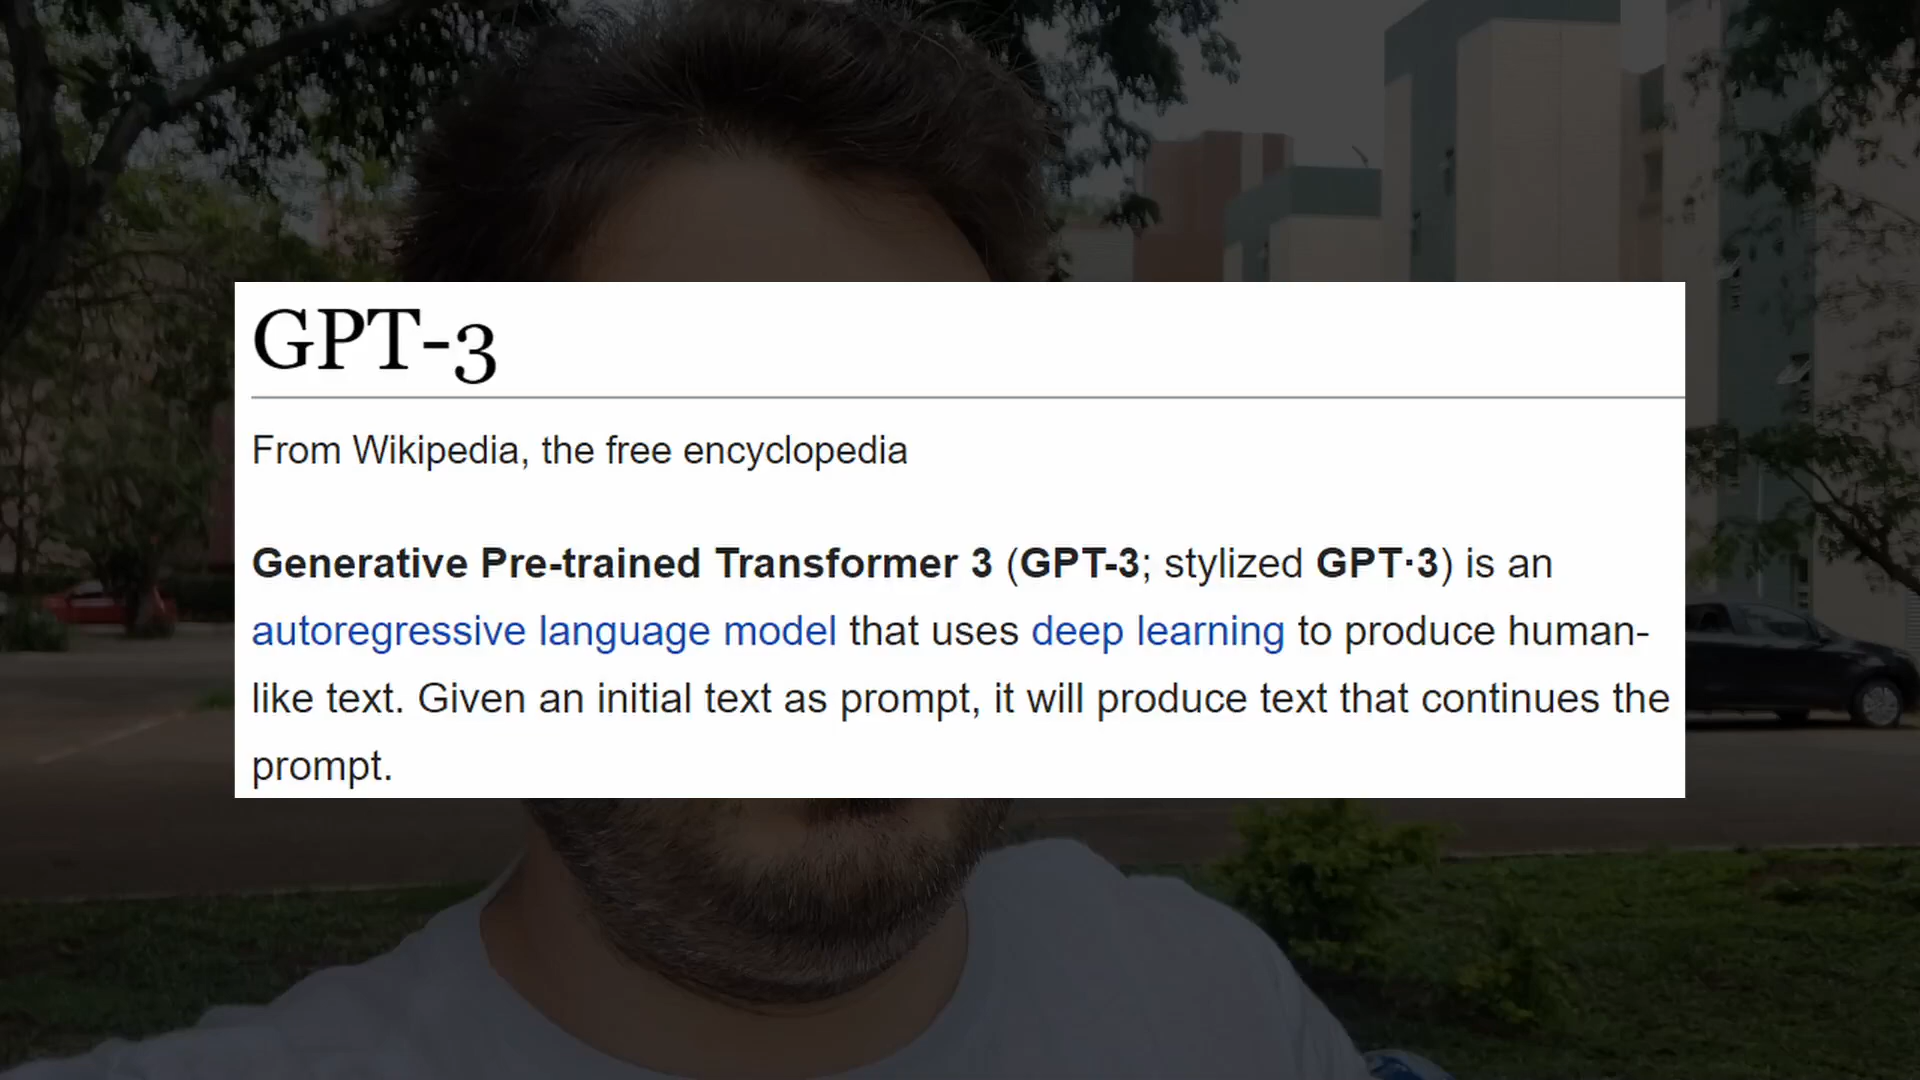 GPT-3
From Wikipedia, the free encyclopedia
Generative Pre-trained Transformer 3 (GPT-3; stylized GPT·3) is an
autoregressive language model that uses deep learning to produce human-
like text. Given an initial text as prompt, it will produce text that continues the
prompt.